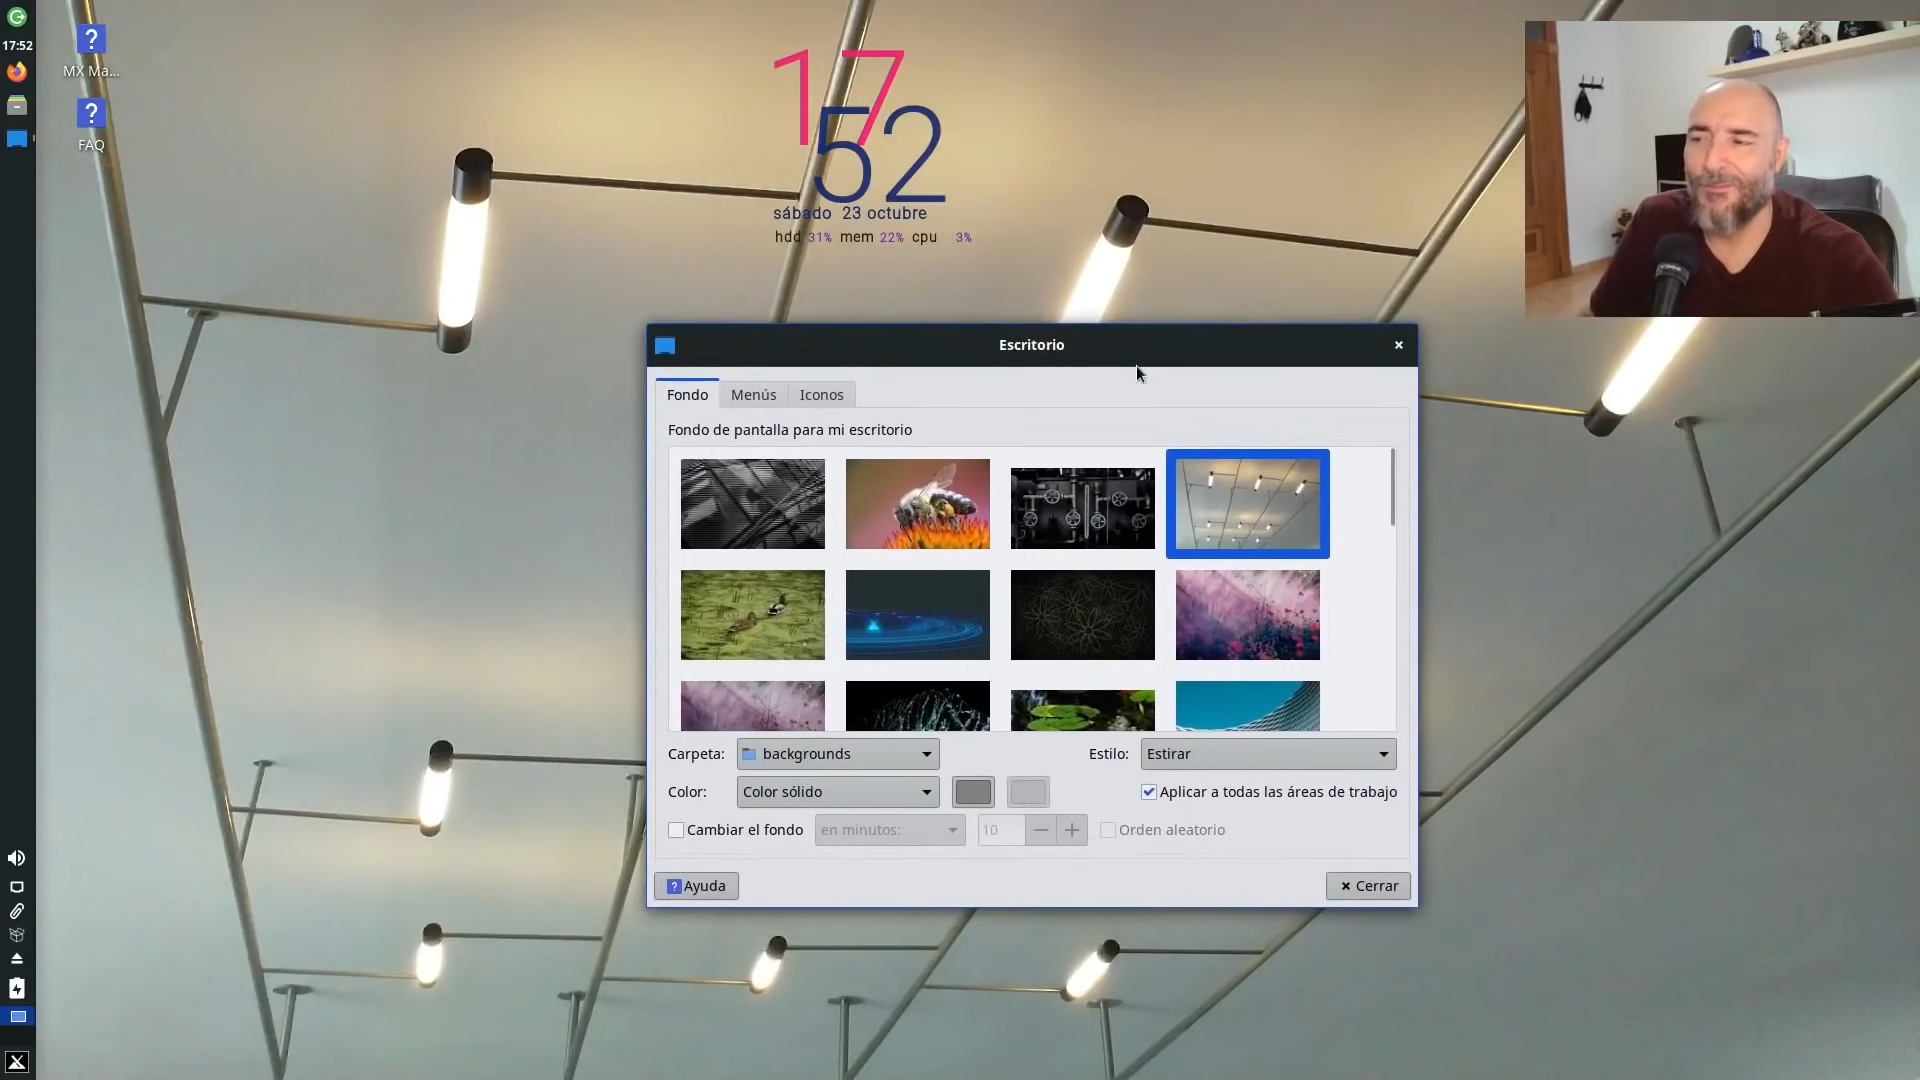 17:52
MX Ma...
FAQ
17
52
sábado 23 octubre
hdd 31% mem 22% cpu 3%
Escritorio
Fondo
Menús
Iconos
Fondo de pantalla para mi escritorio
Carpeta: backgrounds
Estilo: Estirar
Color: Color sólido
Aplicar a todas las áreas de trabajo
Cambiar el fondo
en minutos:
10
Orden aleatorio
? Ayuda
Cerrar